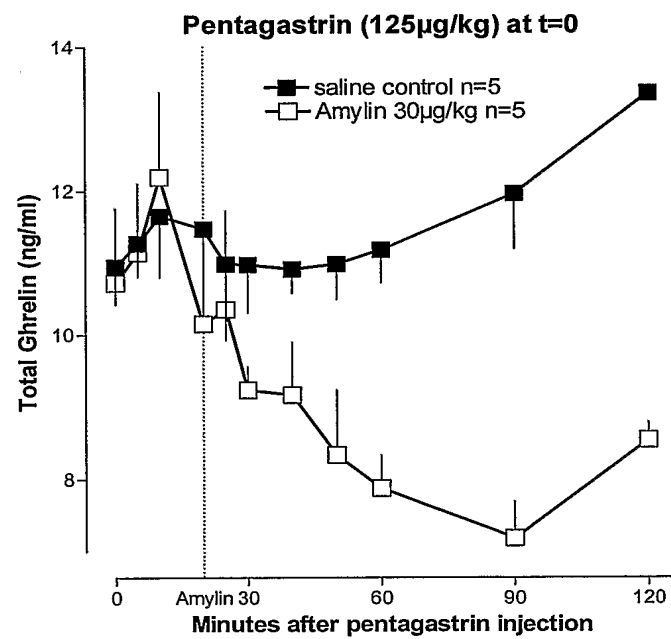 Pentagastrin (125µg/kg) at t=0
saline control n=5
Amylin 30µg/kg n=5
Total Ghrelin (ng/ml)
14
12
10
8
0 Amylin 30 60 90 120
Minutes after pentagastrin injection